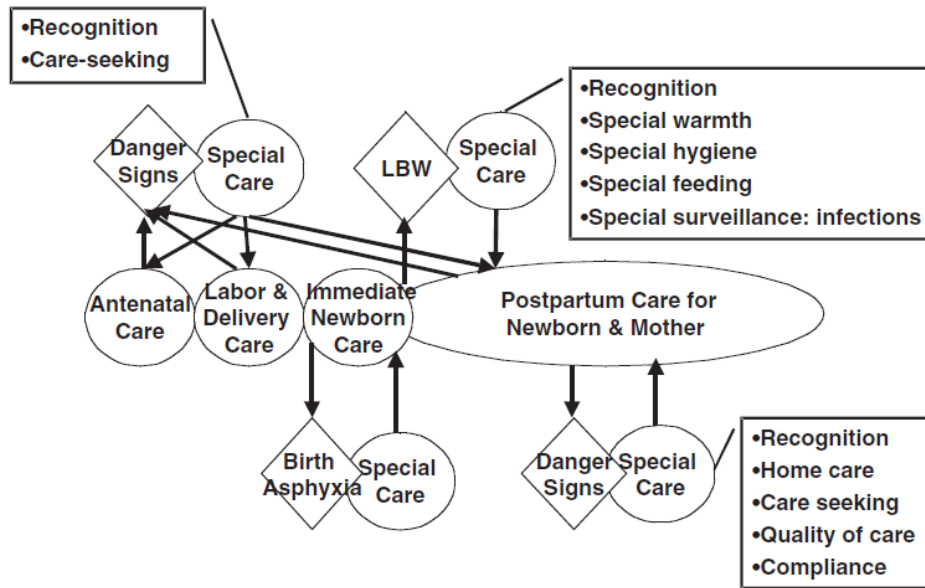 •Recognition
•Care-seeking
•Recognition
•Special warmth
•Special hygiene
•Special feeding
•Special surveillance: infections
Danger
Signs
Special
Care
LBW
Special
Care
Antenatal
Care
Labor &
Delivery
Care
Immediate
Newborn
Care
Postpartum Care for
Newborn & Mother
Birth
Asphyxia
Special
Care
Danger
Signs
Special
Care
•Recognition
•Home care
•Care seeking
•Quality of care
•Compliance